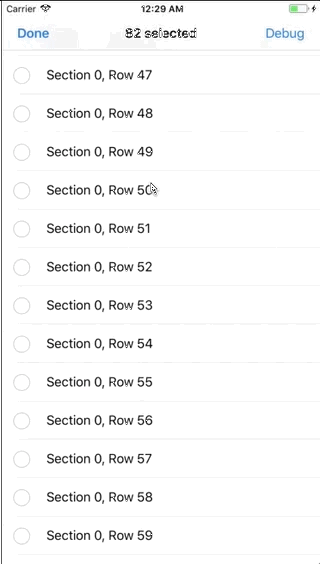 Carrier 12:29 AM
Done 82 selected Debug
Section 0, Row 47
Section 0, Row 48
Section 0, Row 49
Section 0, Row 50
Section 0, Row 51
Section 0, Row 52
Section 0, Row 53
Section 0, Row 54
Section 0, Row 55
Section 0, Row 56
Section 0, Row 57
Section 0, Row 58
Section 0, Row 59